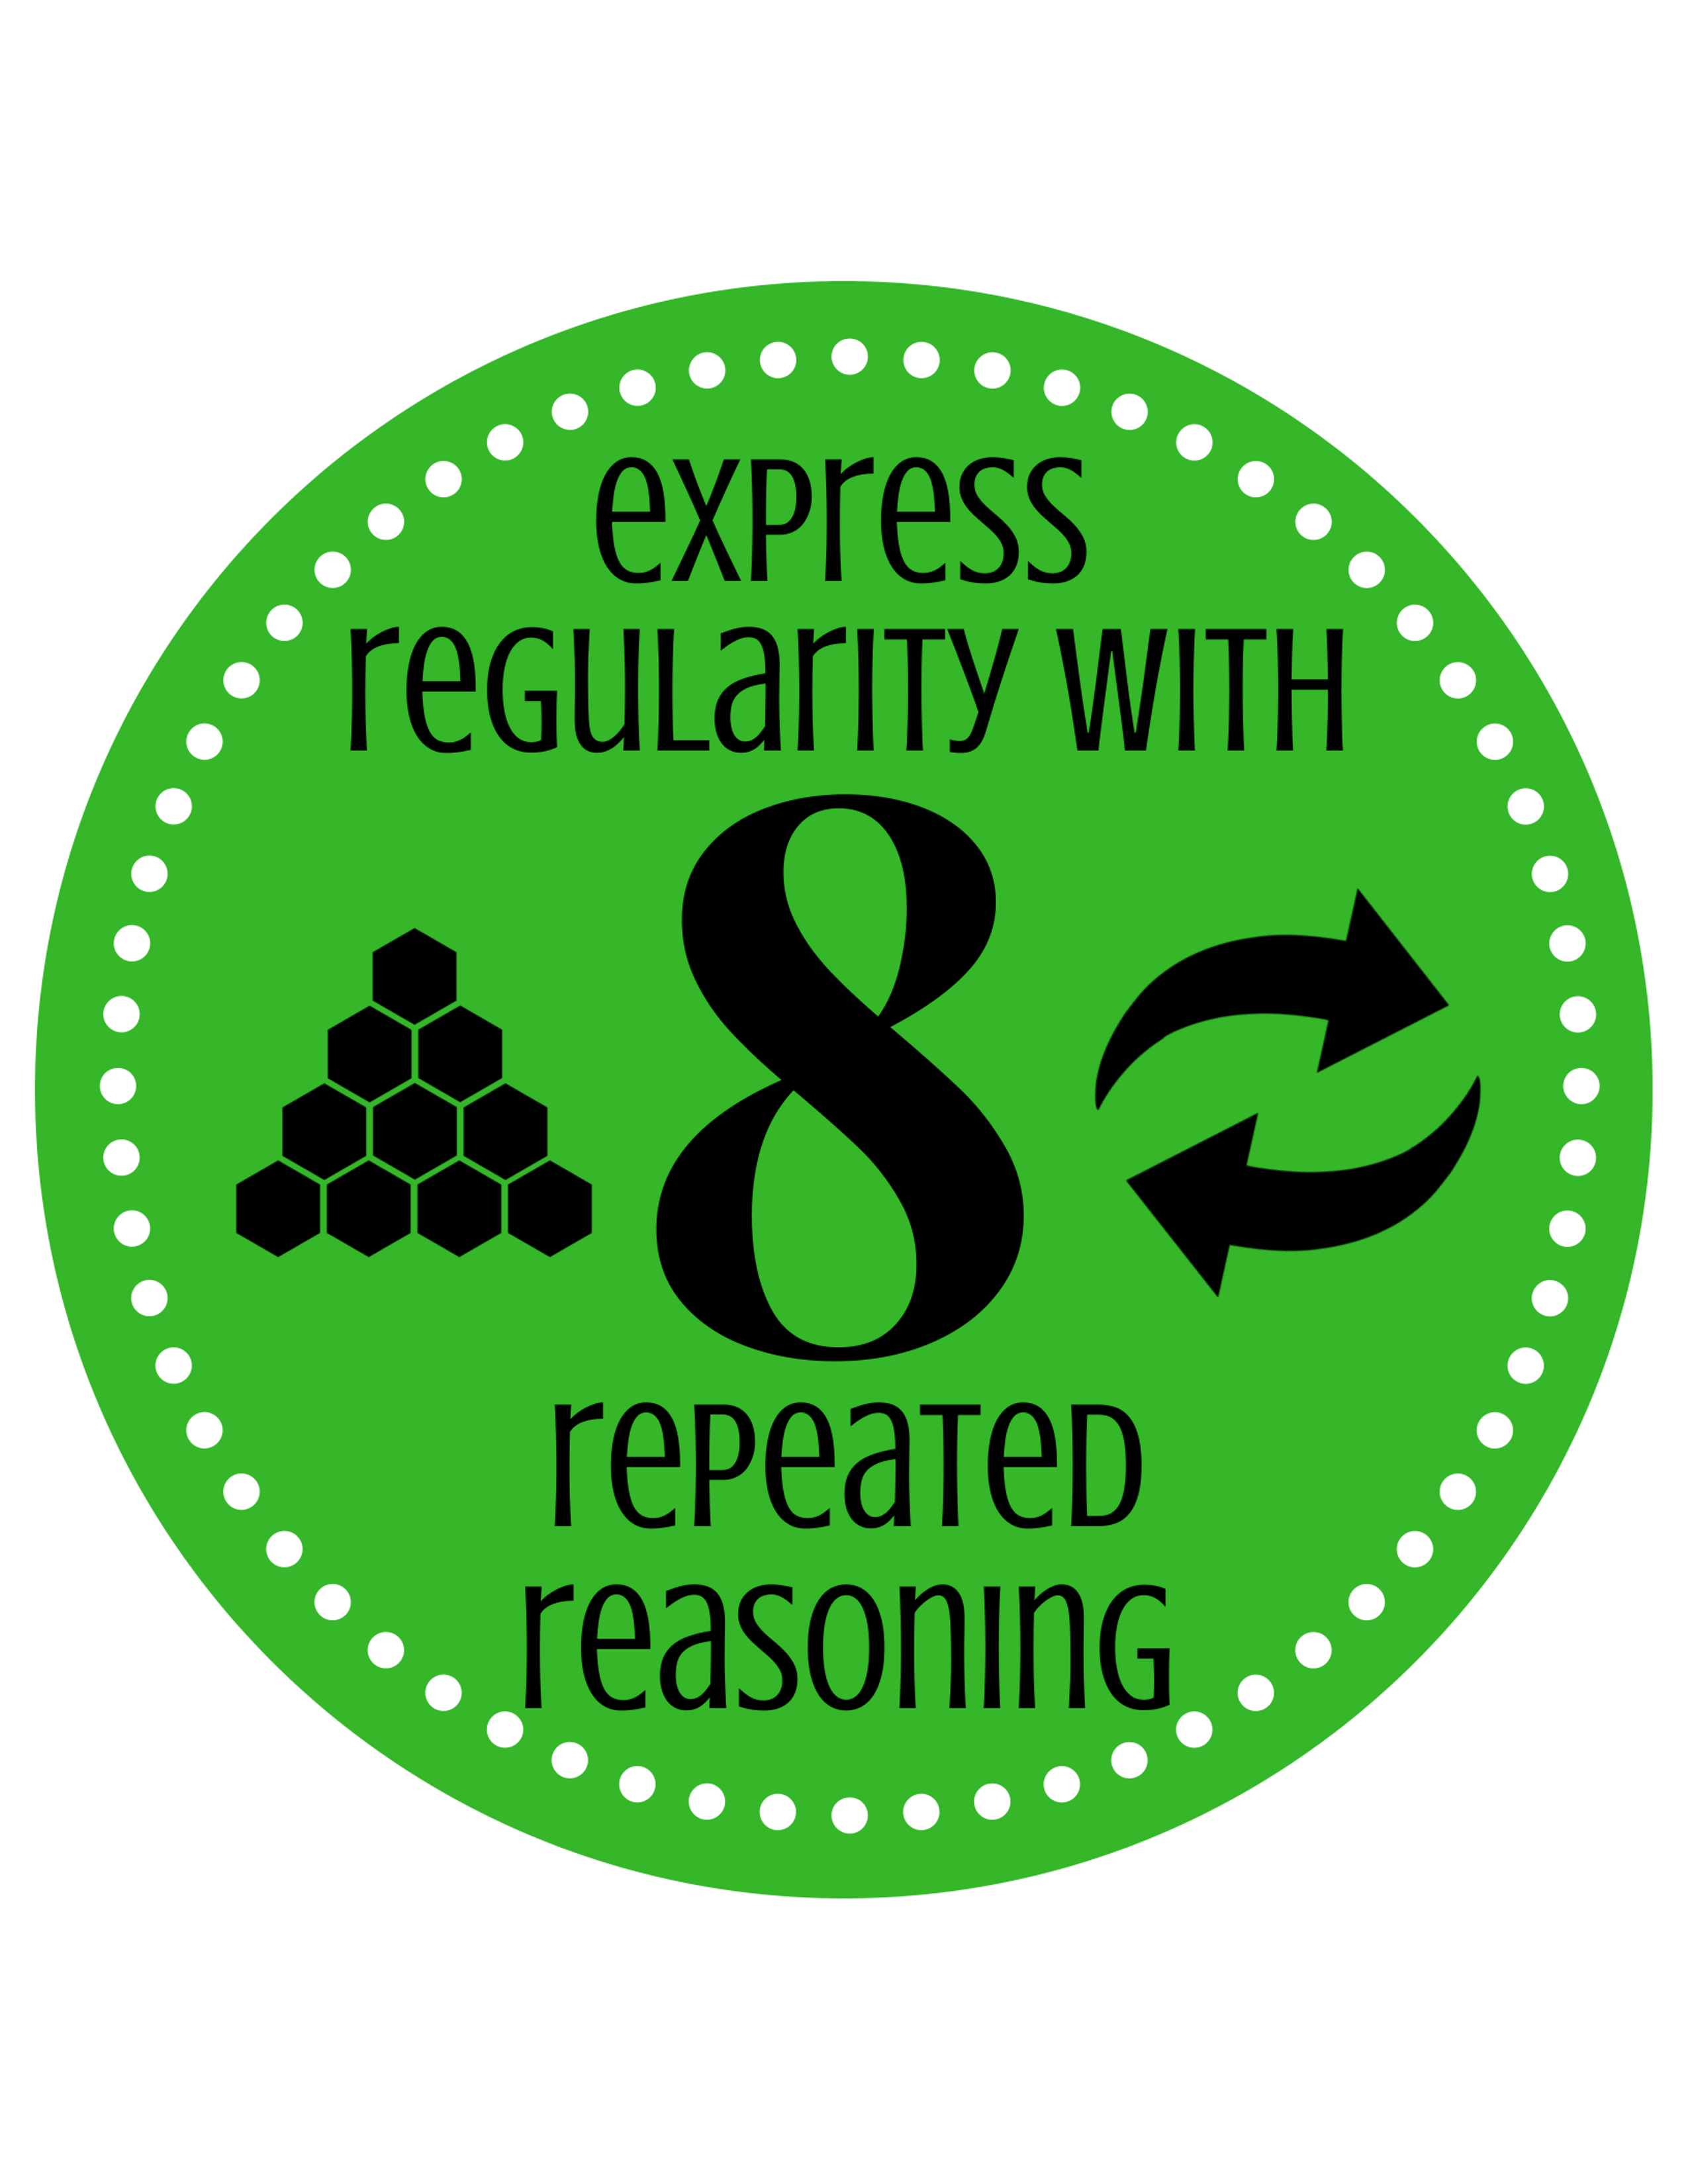 express
regularity with
8
repeated
reasoning